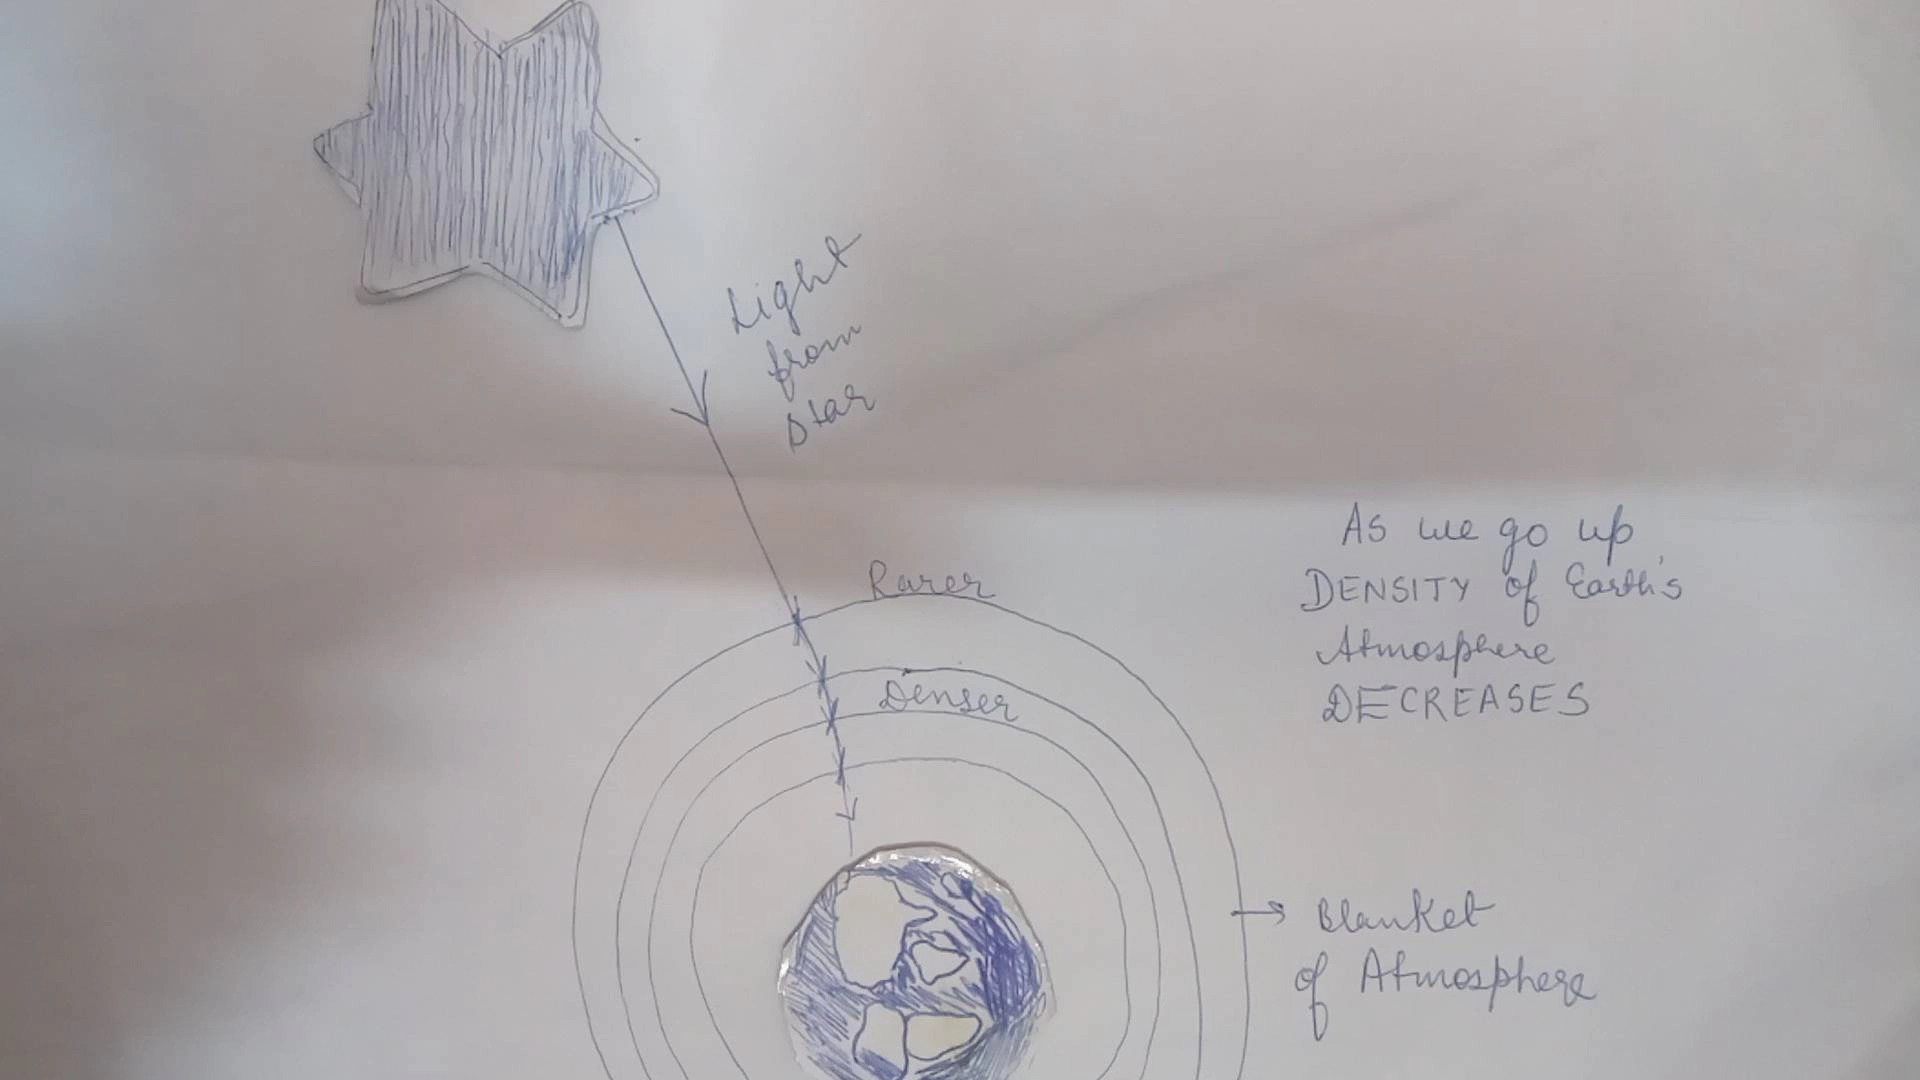 Light
from
star
Rarer
Denser
As we go up
DENSITY of Earth's
Atmosphere
DECREASES
Blanket
of Atmosphere